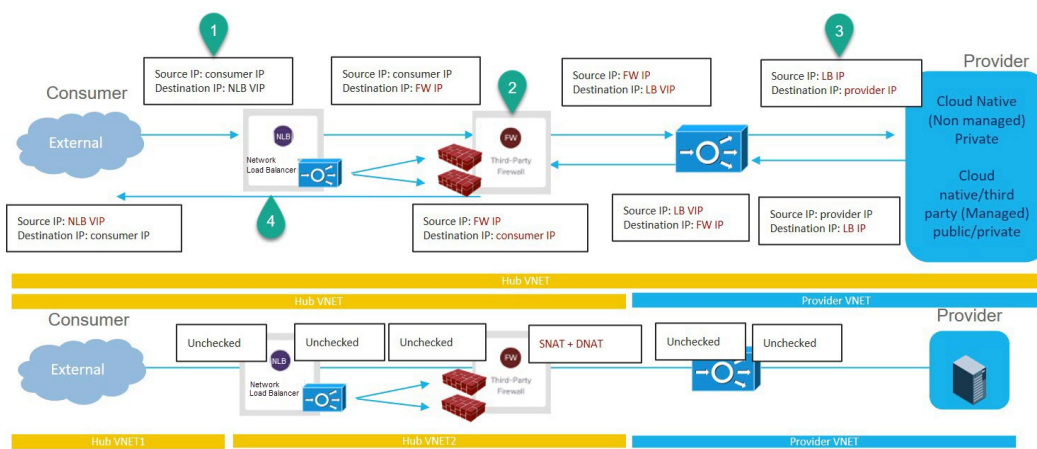 1
3
Source IP: consumer IP
Destination IP: NLB VIP
Source IP: consumer IP
Destination IP: FW IP
Source IP: FW IP
Destination IP: LB VIP
Source IP: LB IP
Destination IP: provider IP
Provider
Consumer
2
Cloud Native
(Non managed)
Private
External
NLB
Network
Load Balancer
FW
Third-Party
Firewall
Cloud
native/third
party (Managed)
public/private
4
Source IP: NLB VIP
Destination IP: consumer IP
Source IP: FW IP
Destination IP: consumer IP
Source IP: LB VIP
Destination IP: FW IP
Source IP: provider IP
Destination IP: LB IP
Hub VNET
Hub VNET
Provider VNET
Consumer
Provider
External
Unchecked
Unchecked
Unchecked
SNAT + DNAT
Unchecked
Unchecked
NLB
Network
Load Balancer
FW
Third-Party
Firewall
Hub VNET1
Hub VNET2
Provider VNET